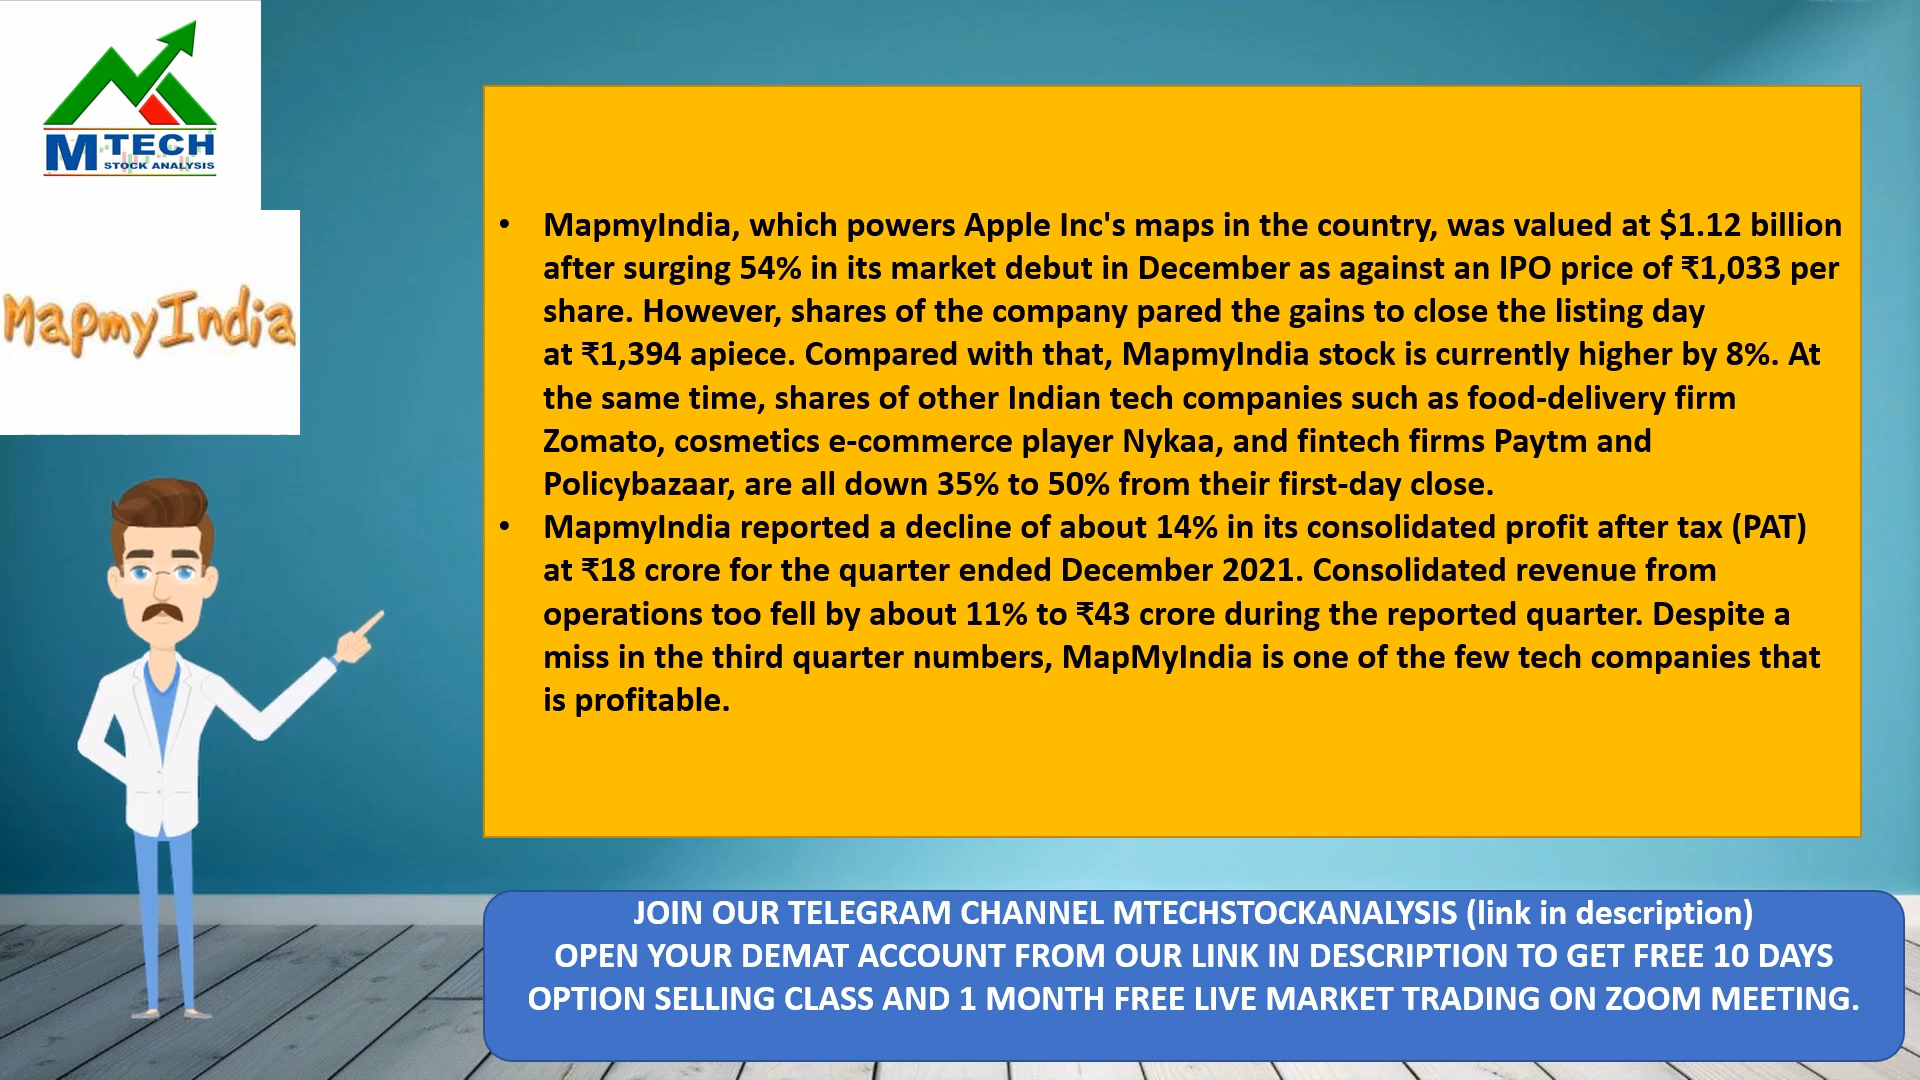 M TECH
STOCK ANALYSIS
MapmyIndia
• MapmyIndia, which powers Apple Inc's maps in the country, was valued at $1.12 billion
after surging 54% in its market debut in December as against an IPO price of ₹1,033 per
share. However, shares of the company pared the gains to close the listing day
at ₹1,394 apiece. Compared with that, MapmyIndia stock is currently higher by 8%. At
the same time, shares of other Indian tech companies such as food-delivery firm
Zomato, cosmetics e-commerce player Nykaa, and fintech firms Paytm and
Policybazaar, are all down 35% to 50% from their first-day close.
• MapmyIndia reported a decline of about 14% in its consolidated profit after tax (PAT)
at ₹18 crore for the quarter ended December 2021. Consolidated revenue from
operations too fell by about 11% to ₹43 crore during the reported quarter. Despite a
miss in the third quarter numbers, MapMyIndia is one of the few tech companies that
is profitable.
JOIN OUR TELEGRAM CHANNEL MTECHSTOCKANALYSIS (link in description)
OPEN YOUR DEMAT ACCOUNT FROM OUR LINK IN DESCRIPTION TO GET FREE 10 DAYS
OPTION SELLING CLASS AND 1 MONTH FREE LIVE MARKET TRADING ON ZOOM MEETING.